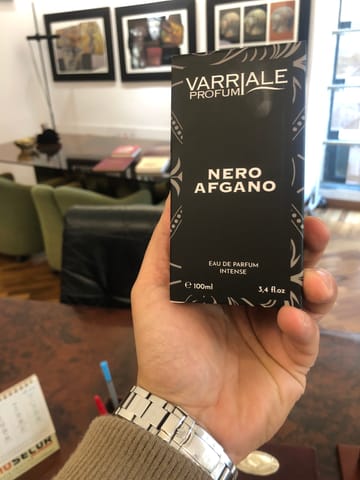 VARRIALE
PROFUMI
NERO
AFGANO
EAU DE PARFUM
INTENSE
℮ 100ml
3,4 fl.oz